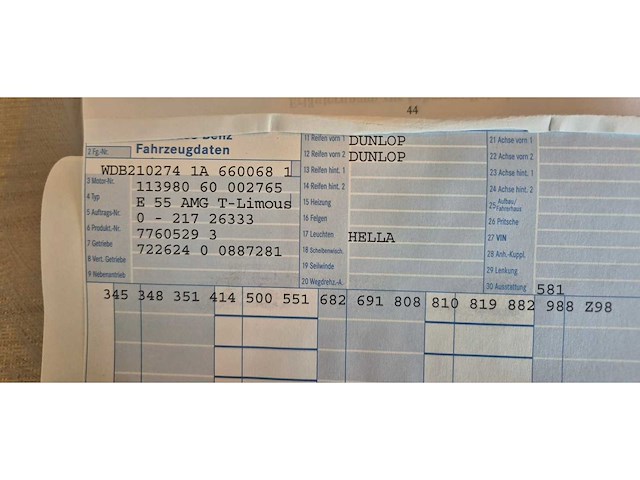 44
Benz
Fahrzeugdaten
2 Fg.-Nr.
WDB210274 1A 660068 1
3 Motor-Nr. 113980 60 002765
4 Typ E 55 AMG T-Limous
5 Auftrags-Nr. 0 - 217 26333
6 Produkt.-Nr. 7760529 3
7 Getriebe 722624 0 0887281
8 Vert. Getriebe
9 Nebenantrieb
11 Reifen vorn 1 DUNLOP
12 Reifen vorn 2 DUNLOP
13 Reifen hint. 1
14 Reifen hint. 2
15 Heizung
16 Felgen
17 Leuchten HELLA
18 Scheibenwisch.
19 Seilwinde
20 Wegdrehz.-A.
21 Achse vorn 1
22 Achse vorn 2
23 Achse hint. 1
24 Achse hint. 2
25 Aufbau/
Fahrerhaus
26 Pritsche
27 VIN
28 Anh.-Kuppl.
29 Lenkung
30 Ausstattung 581
345 348 351 414 500 551 682 691 808 810 819 882 988 Z98